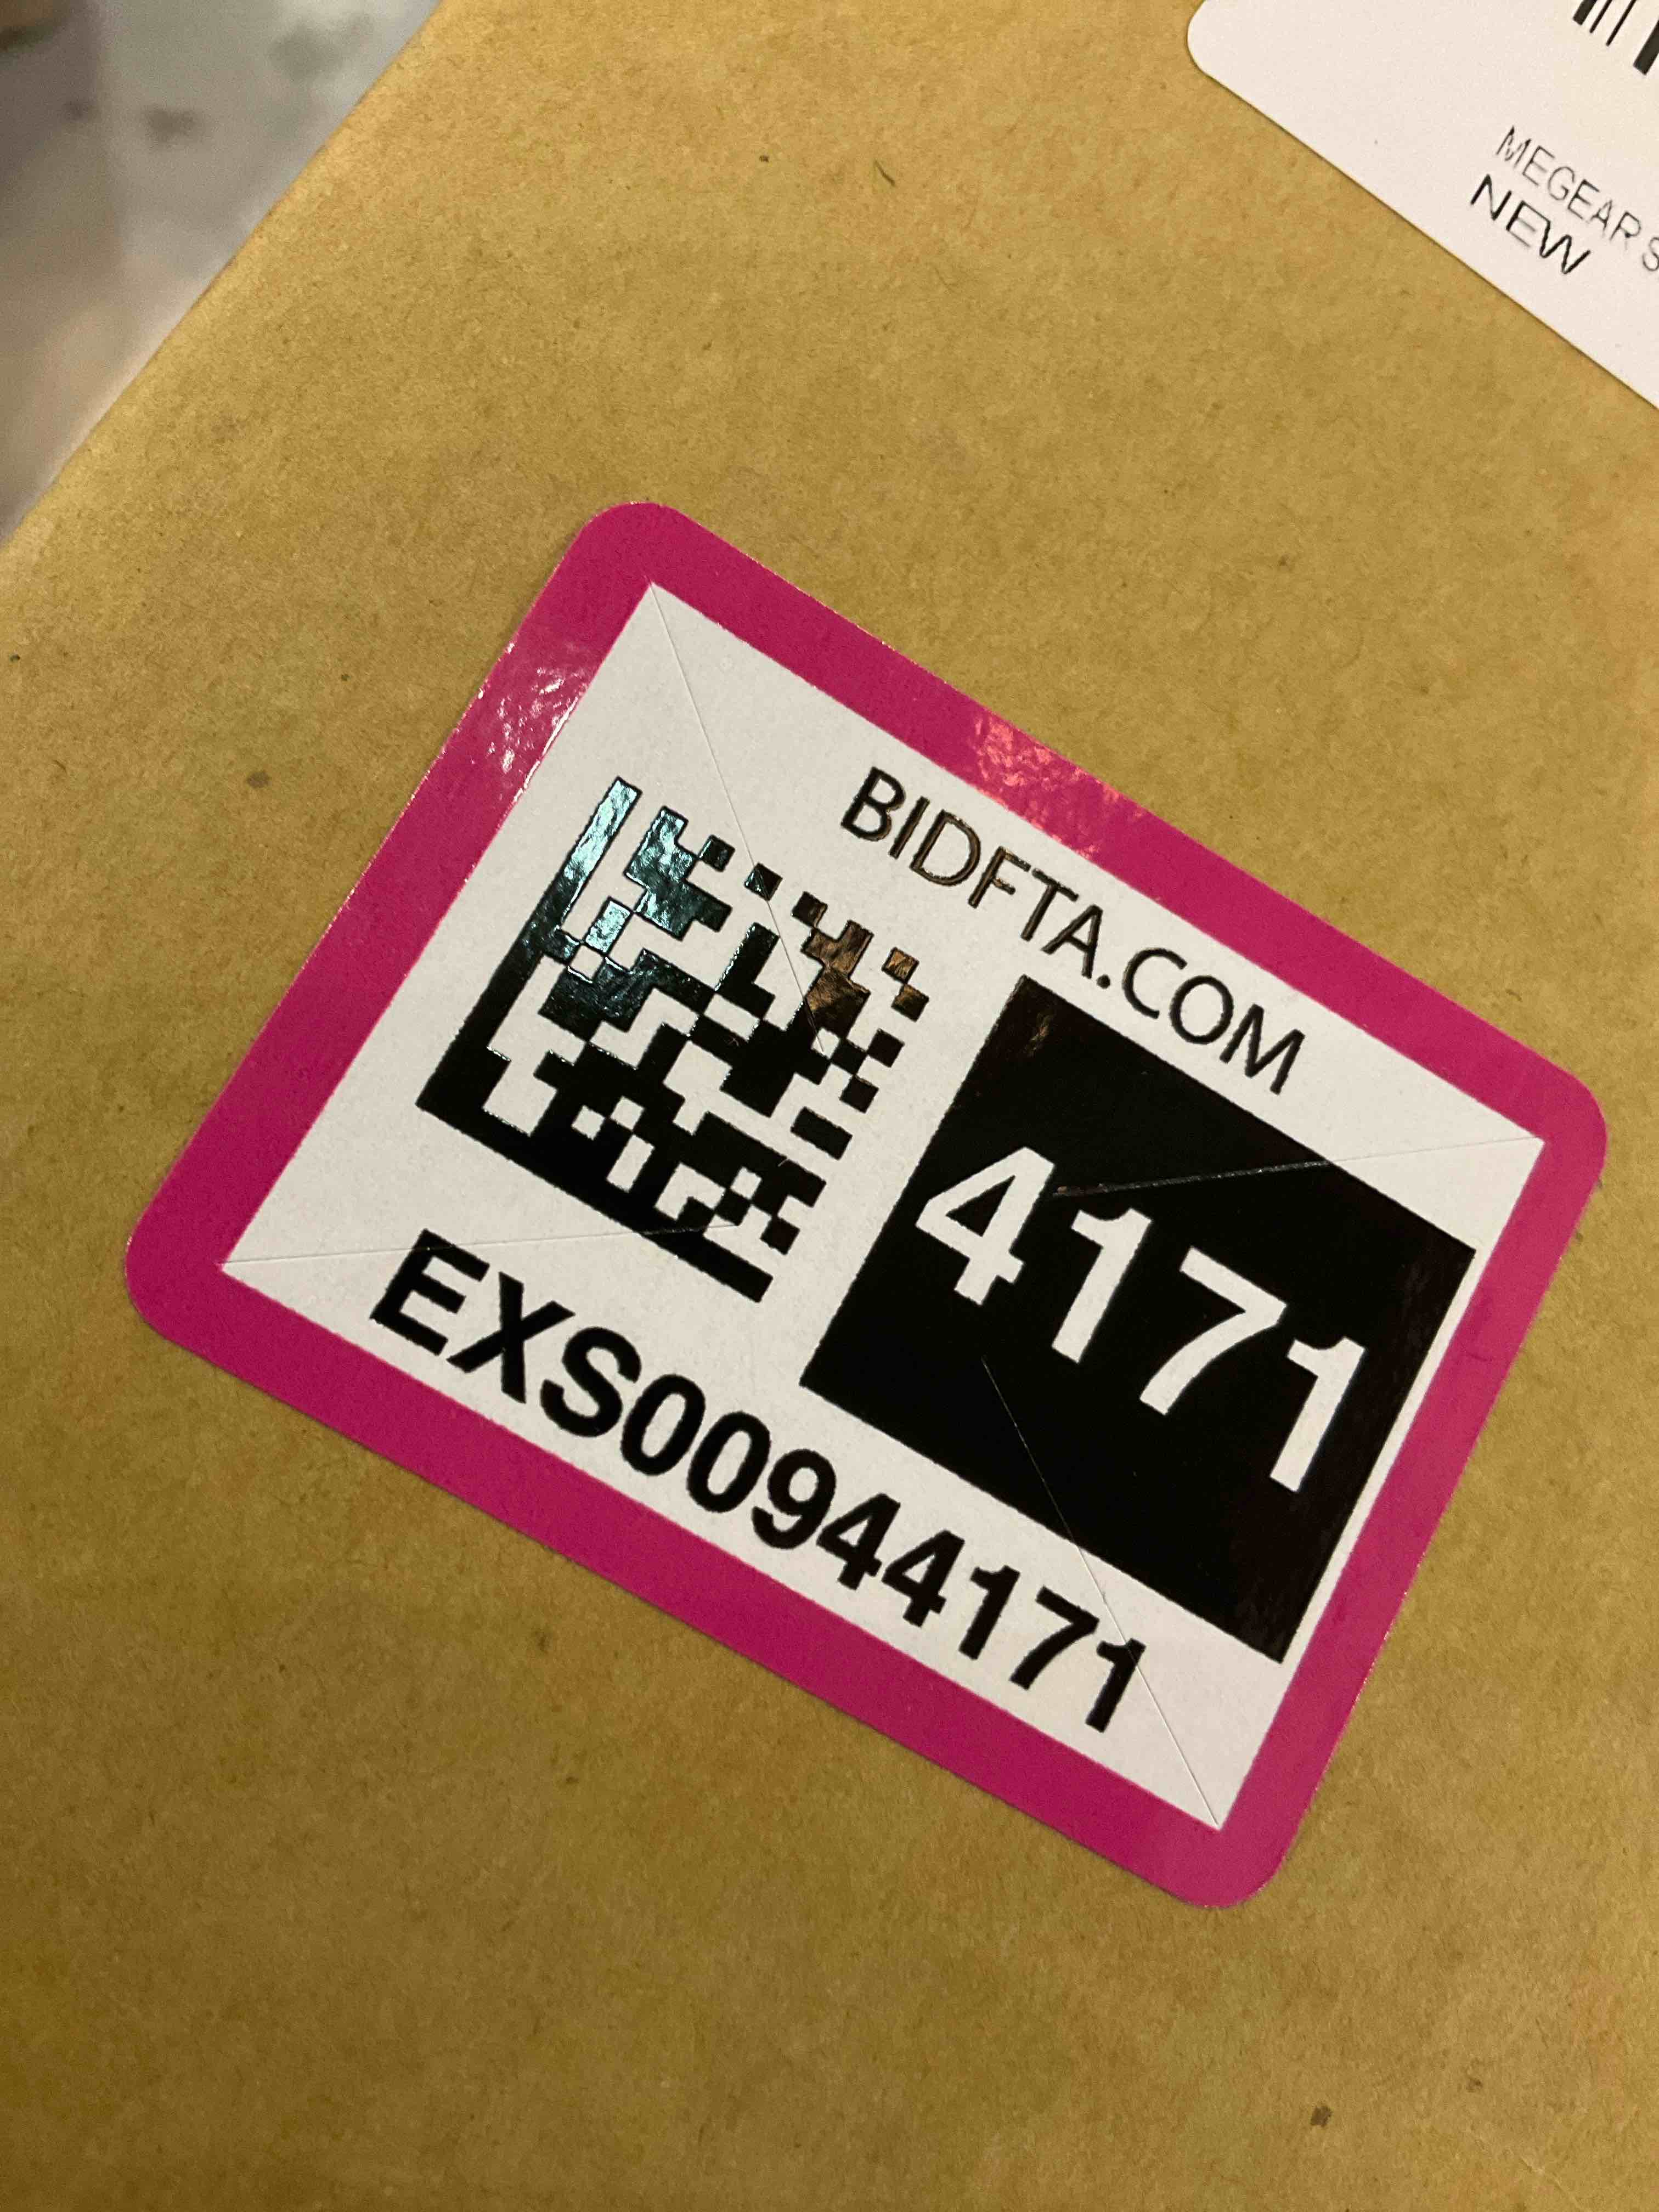 MEGEAR S
NEW
BIDFTA.COM
4171
EXS00944171